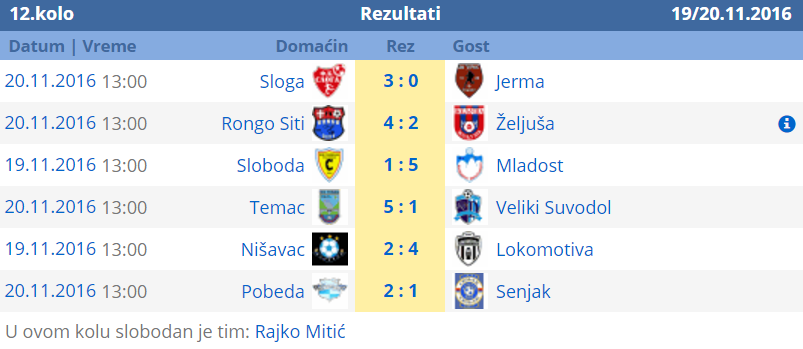 12.kolo Rezultati 19/20.11.2016
Datum | Vreme Domaćin Rez Gost
20.11.2016 13:00 Sloga 3 : 0 Jerma
20.11.2016 13:00 Rongo Siti 4 : 2 Željuša
19.11.2016 13:00 Sloboda 1 : 5 Mladost
20.11.2016 13:00 Temac 5 : 1 Veliki Suvodol
19.11.2016 13:00 Nišavac 2 : 4 Lokomotiva
20.11.2016 13:00 Pobeda 2 : 1 Senjak
U ovom kolu slobodan je tim: Rajko Mitić